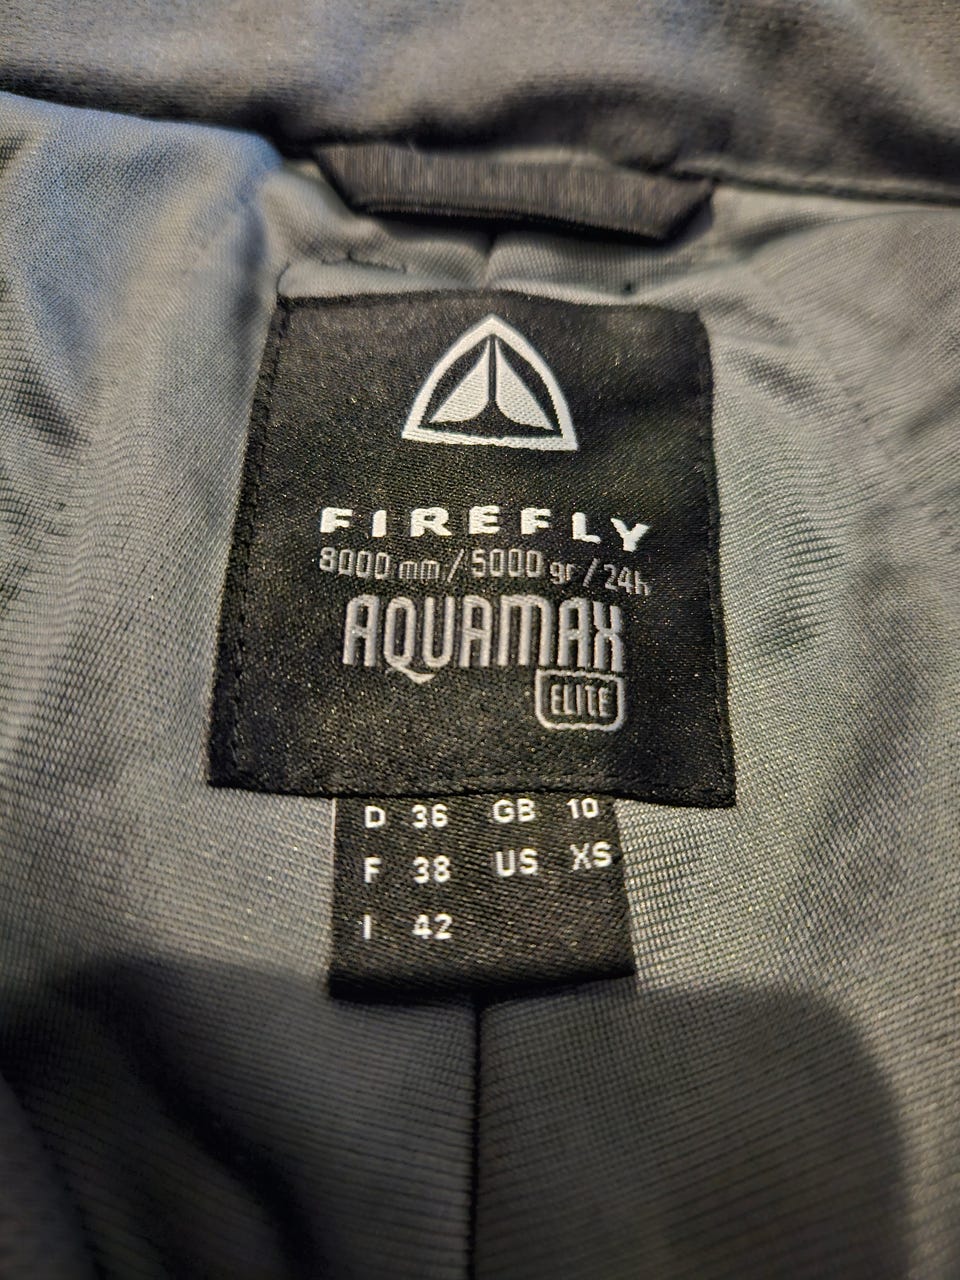 FIREFLY
8000 mm / 5000 gr / 24h
AQUAMAX
ELITE
D 36 GB 10
F 38 US XS
I 42